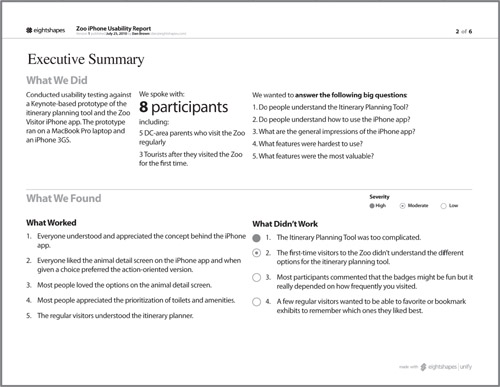 eightshapes
Zoo iPhone Usability Report
July 25, 2010 Dan Brown
2 of 6
Executive Summary
What We Did
Conducted usability testing against
a Keynote-based prototype of the
itinerary planning tool and the Zoo
Visitor iPhone app. The prototype
ran on a MacBook Pro laptop and
an iPhone 3GS.
We spoke with:
8 participants
including:
5 DC-area parents who visit the Zoo
regularly
3 Tourists after they visited the Zoo
for the first time.
We wanted to answer the following big questions:
1. Do people understand the Itinerary Planning Tool?
2. Do people understand how to use the iPhone app?
3. What are the general impressions of the iPhone app?
4. What features were hardest to use?
5. What features were the most valuable?
What We Found
Severity
High Moderate Low
What Worked
1. Everyone understood and appreciated the concept behind the iPhone
app.
2. Everyone liked the animal detail screen on the iPhone app and when
given a choice preferred the action-oriented version.
3. Most people loved the options on the animal detail screen.
4. Most people appreciated the prioritization of toilets and amenities.
5. The regular visitors understood the itinerary planner.
What Didn't Work
1. The Itinerary Planning Tool was too complicated.
2. The first-time visitors to the Zoo didn't understand the different
options for the itinerary planning tool.
3. Most participants commented that the badges might be fun but it
really depended on how frequently you visited.
4. A few regular visitors wanted to be able to favorite or bookmark
exhibits to remember which ones they liked best.
made with eightshapes | unify